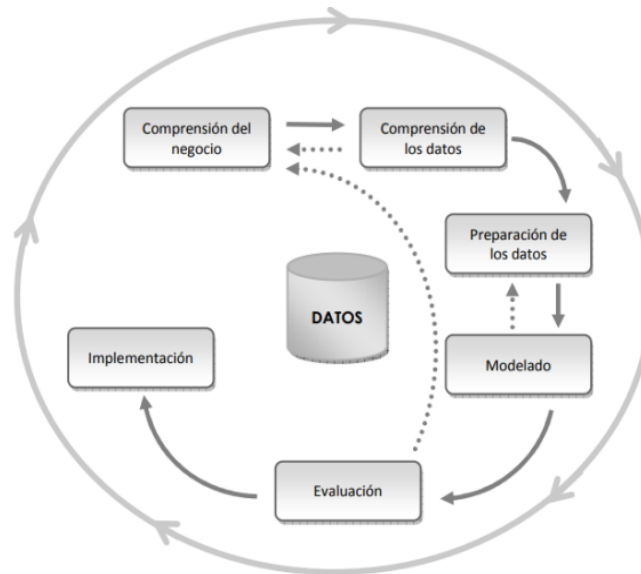 Comprensión del
negocio
Comprensión de
los datos
Preparación de
los datos
DATOS
Implementación
Modelado
Evaluación